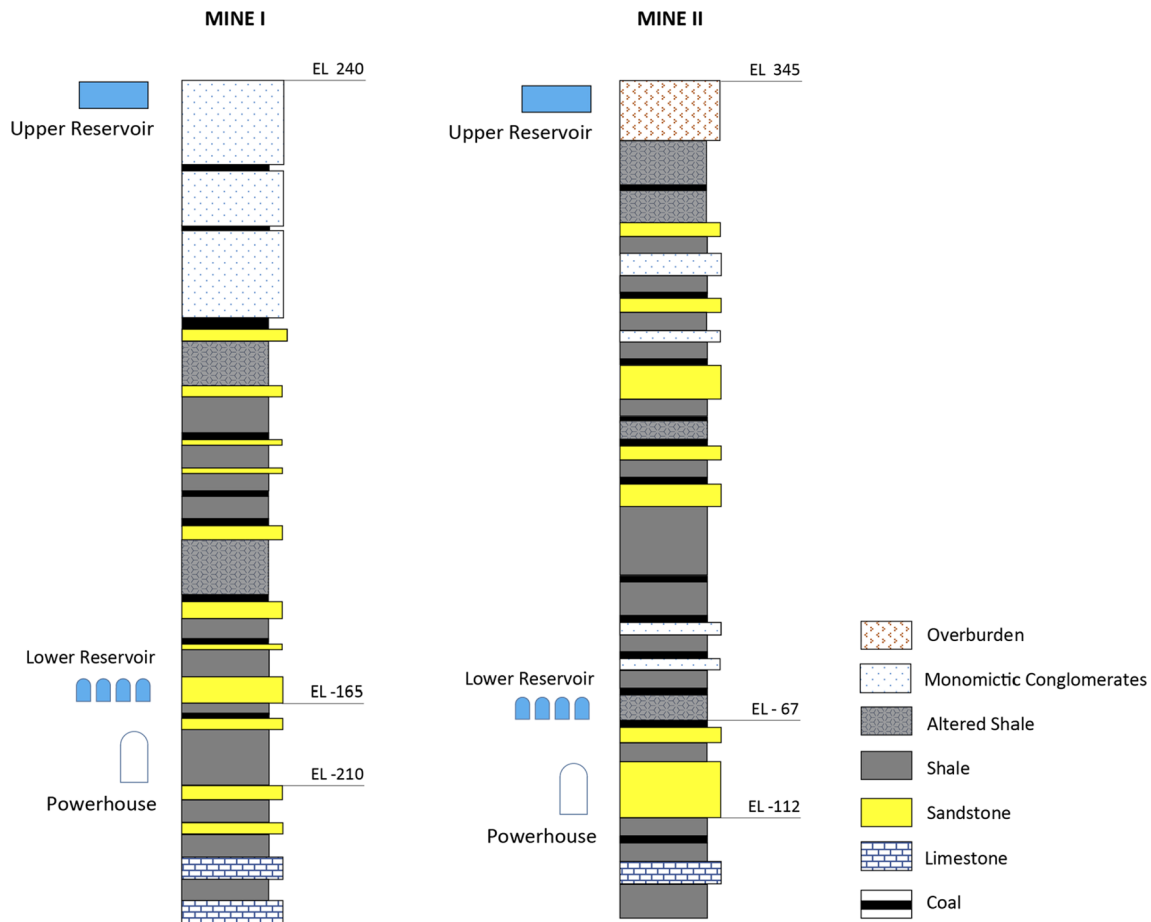 MINE I
MINE II
EL 240
EL 345
Upper Reservoir
Upper Reservoir
Lower Reservoir
EL -165
Lower Reservoir
EL - 67
EL -210
Powerhouse
EL -112
Powerhouse
Overburden
Monomictic Conglomerates
Altered Shale
Shale
Sandstone
Limestone
Coal